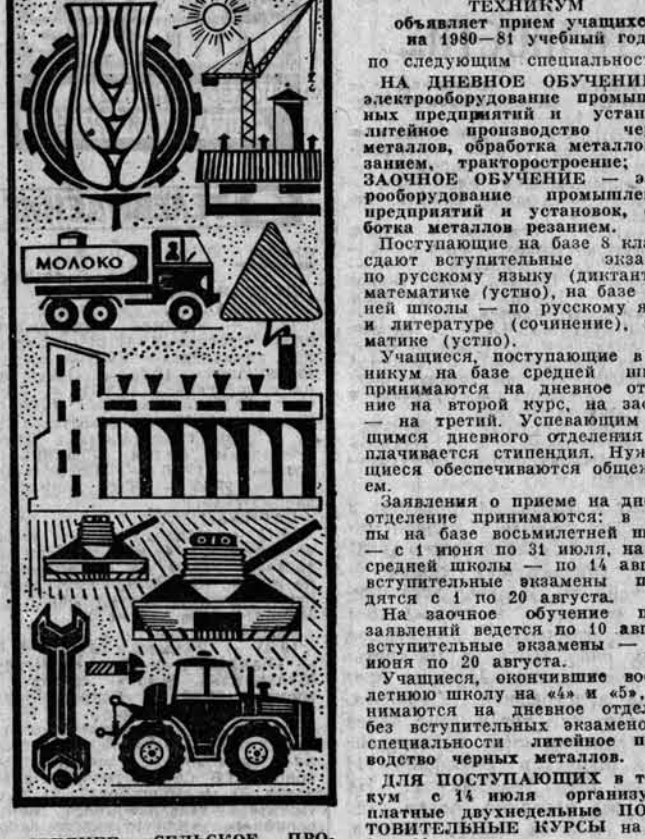 МОЛОКО
СЕЛЬСКОЕ ПРО-
ТЕХНИКУМ
объявляет прием учащихс
на 1980—81 учебный год
по следующим специальнос
НА ДНЕВНОЕ ОБУЧЕНИ
электрооборудование промыш
ных предприятий и устан
литейное производство че
металлов, обработка металло
занием, тракторостроение;
ЗАОЧНОЕ ОБУЧЕНИЕ — э
рооборудование промышле
предприятий и установок,
ботка металлов резанием.
Поступающие на базе 8 кла
сдают вступительные экза
по русскому языку (диктант
математике (устно), на базе
ней школы — по русскому я
и литературе (сочинение),
матике (устно).
Учащиеся, поступающие в
никум на базе средней шк
принимаются на дневное от
ние на второй курс, на зао
— на третий. Успевающим
щимся дневного отделения
плачивается стипендия. Нуж
щиеся обеспечиваются обще
ем.
Заявления о приеме на дн
отделение принимаются: в
пы на базе восьмилетней ш
— с 1 июня по 31 июля, на
средней школы — по 14 авг
вступительные экзамены п
дятся с 1 по 20 августа.
На заочное обучение п
заявлений ведется по 10 авг
вступительные экзамены —
июня по 20 августа.
Учащиеся, окончившие во
летнюю школу на «4» и «5»,
нимаются на дневное отдел
без вступительных экзамено
специальности литейное п
водство черных металлов.
ДЛЯ ПОСТУПАЮЩИХ в т
кум с 14 июля организу
платные двухнедельные ПО
ТОВИТЕЛЬНЫЕ КУРСЫ на